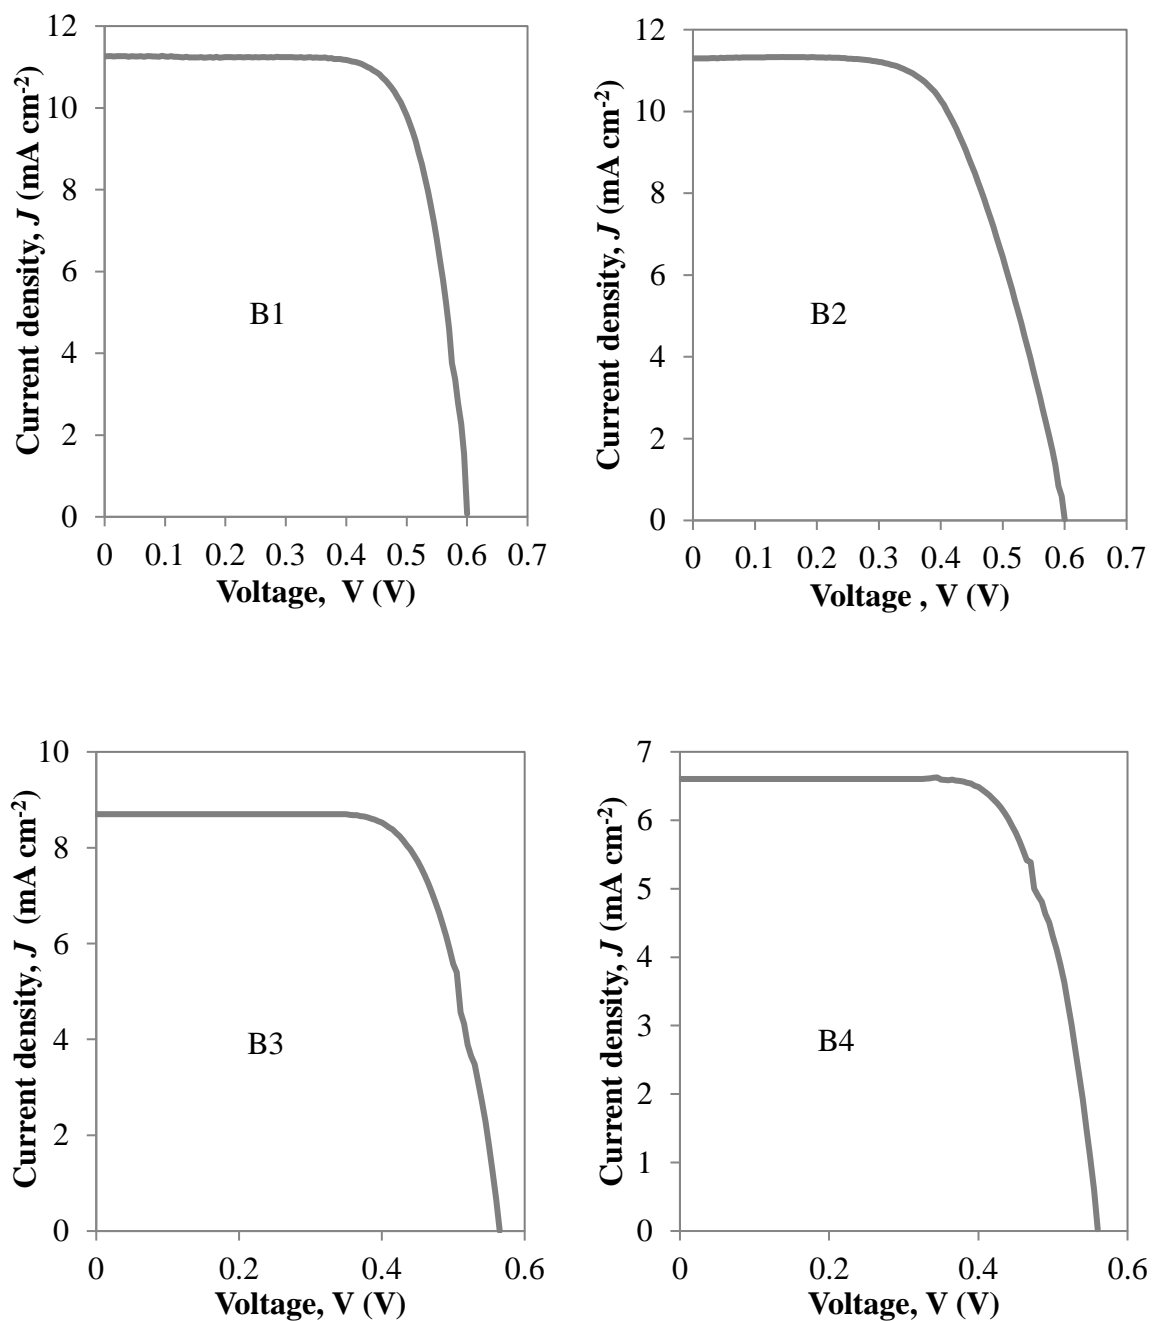 12
10
8
6
4
2
0
Current density, J (mA cm-2)
B1
0 0.1 0.2 0.3 0.4 0.5 0.6 0.7
Voltage, V (V)
12
10
8
6
4
2
0
Current density, J (mA cm-2)
B2
0 0.1 0.2 0.3 0.4 0.5 0.6 0.7
Voltage , V (V)
10
8
6
4
2
0
Current density, J (mA cm-2)
B3
0 0.2 0.4 0.6
Voltage, V (V)
7
6
5
4
3
2
1
0
Current density, J (mA cm-2)
B4
0 0.2 0.4 0.6
Voltage, V (V)